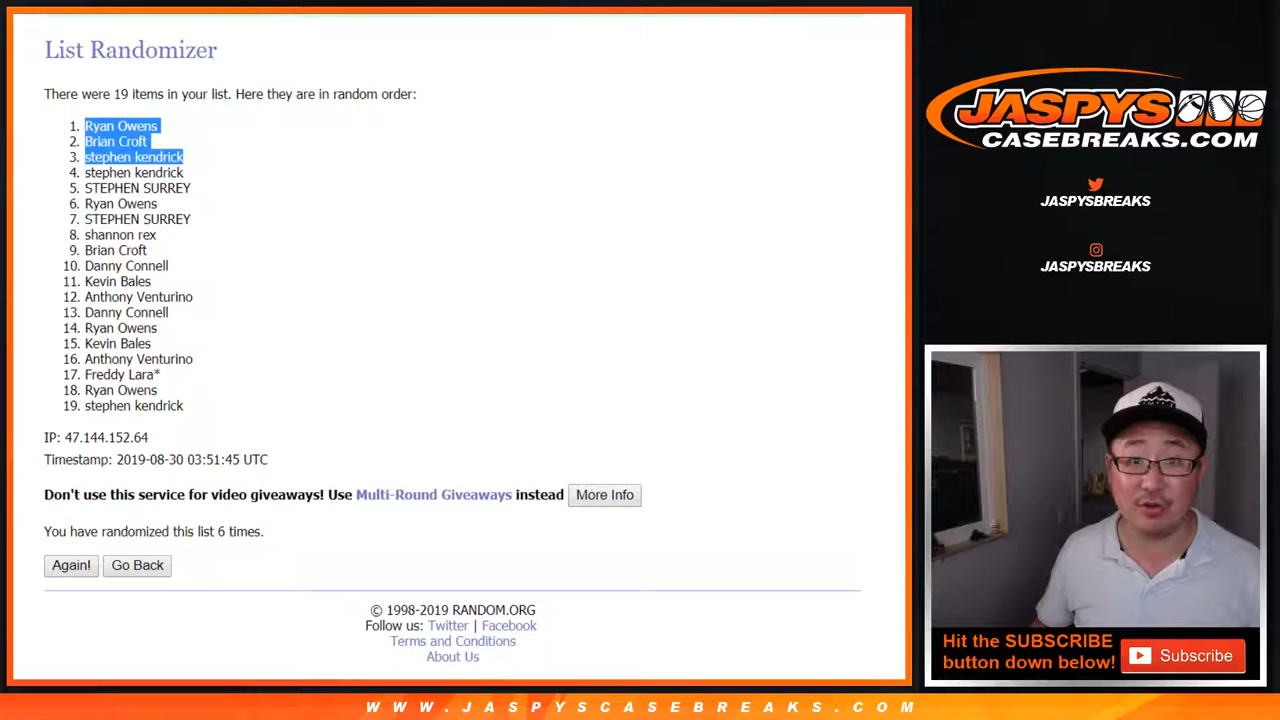 List Randomizer
There were 19 items in your list. Here they are in random order:
1. Ryan Owens
2. Brian Croft
3. stephen kendrick
4. stephen kendrick
5. STEPHEN SURREY
6. Ryan Owens
7. STEPHEN SURREY
8. shannon rex
9. Brian Croft
10. Danny Connell
11. Kevin Bales
12. Anthony Venturino
13. Danny Connell
14. Ryan Owens
15. Kevin Bales
16. Anthony Venturino
17. Freddy Lara*
18. Ryan Owens
19. stephen kendrick
IP: 47.144.152.64
Timestamp: 2019-08-30 03:51:45 UTC
Don't use this service for video giveaways! Use Multi-Round Giveaways instead More Info
You have randomized this list 6 times.
Again! Go Back
© 1998-2019 RANDOM.ORG
Follow us: Twitter | Facebook
Terms and Conditions
About Us
JASPYS
CASEBREAKS.COM
JASPYSBREAKS
JASPYSBREAKS
Hit the SUBSCRIBE
button down below!
Subscribe
WWW.JASPYSCASEBREAKS.COM